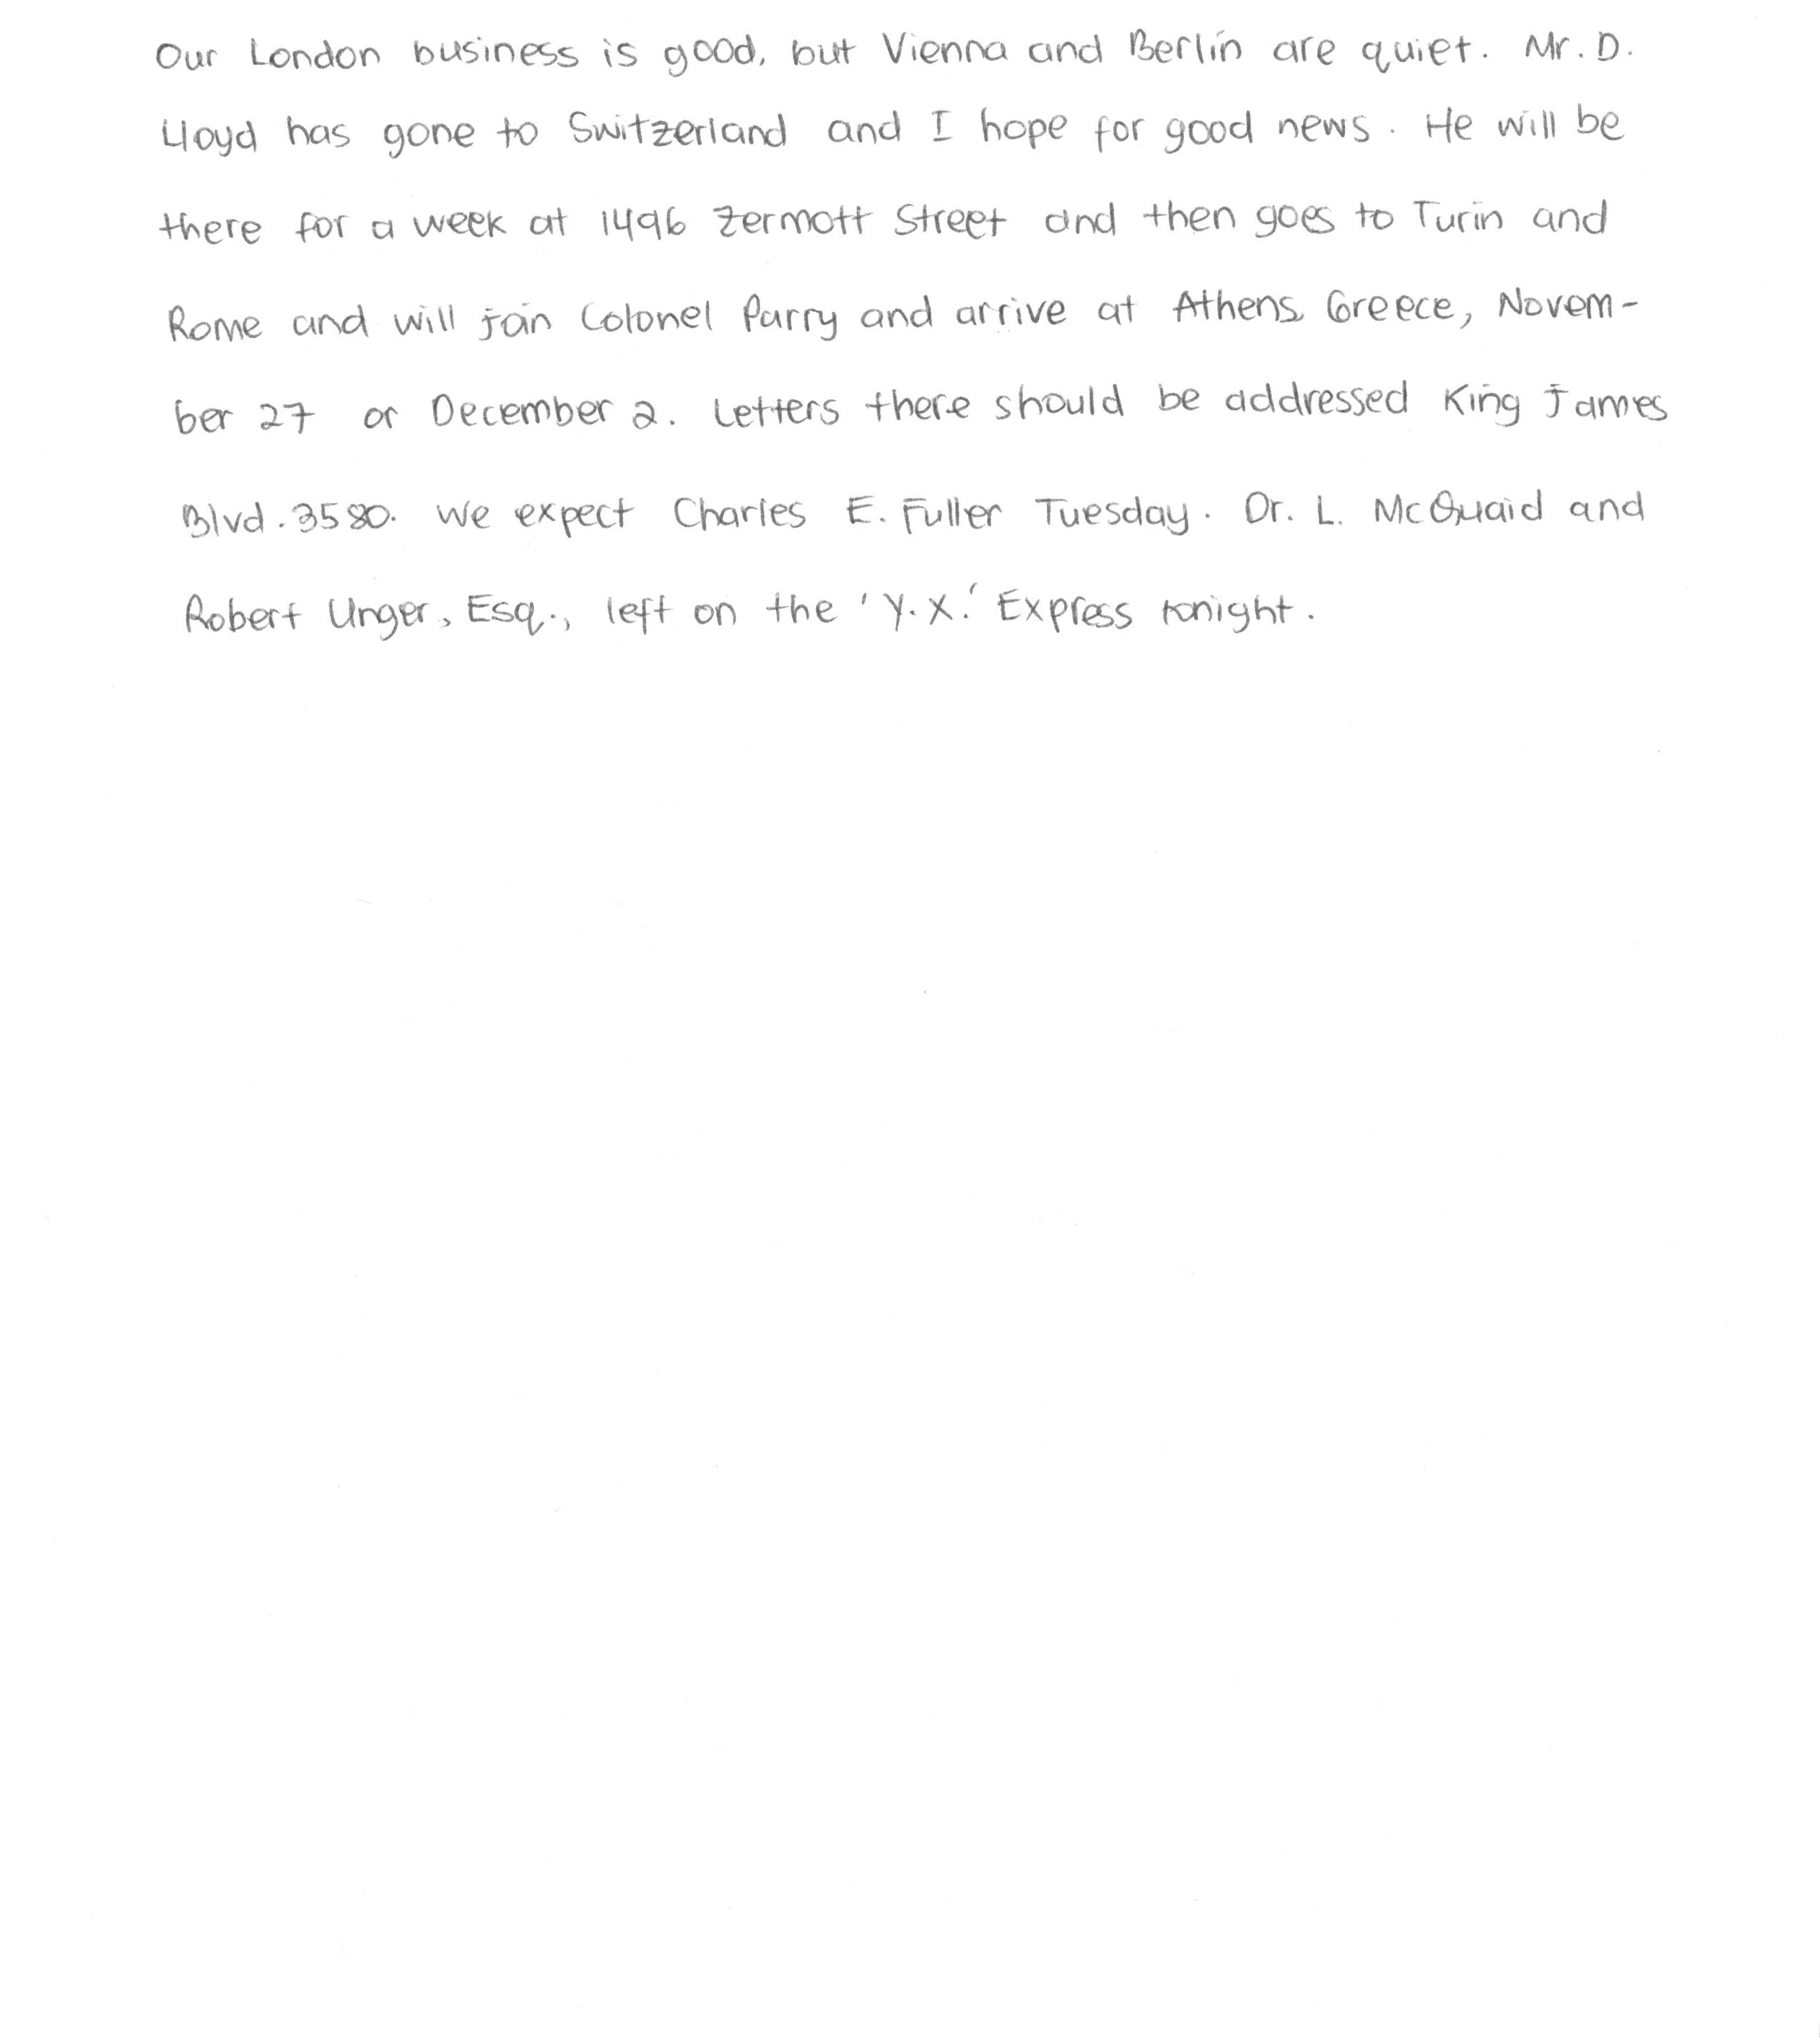 Our London business is good, but Vienna and Berlin are quiet. Mr. D.
Lloyd has gone to Switzerland and I hope for good news. He will be
there for a week at 1496 Zermott Street and then goes to Turin and
Rome and will join Colonel Parry and arrive at Athens, Greece, Novem-
ber 27 or December 2. Letters there should be addressed King James
Blvd. 3580. We expect Charles E. Fuller Tuesday. Dr. L. McQuaid and
Robert Unger, Esq., left on the 'Y.X.' Express tonight.